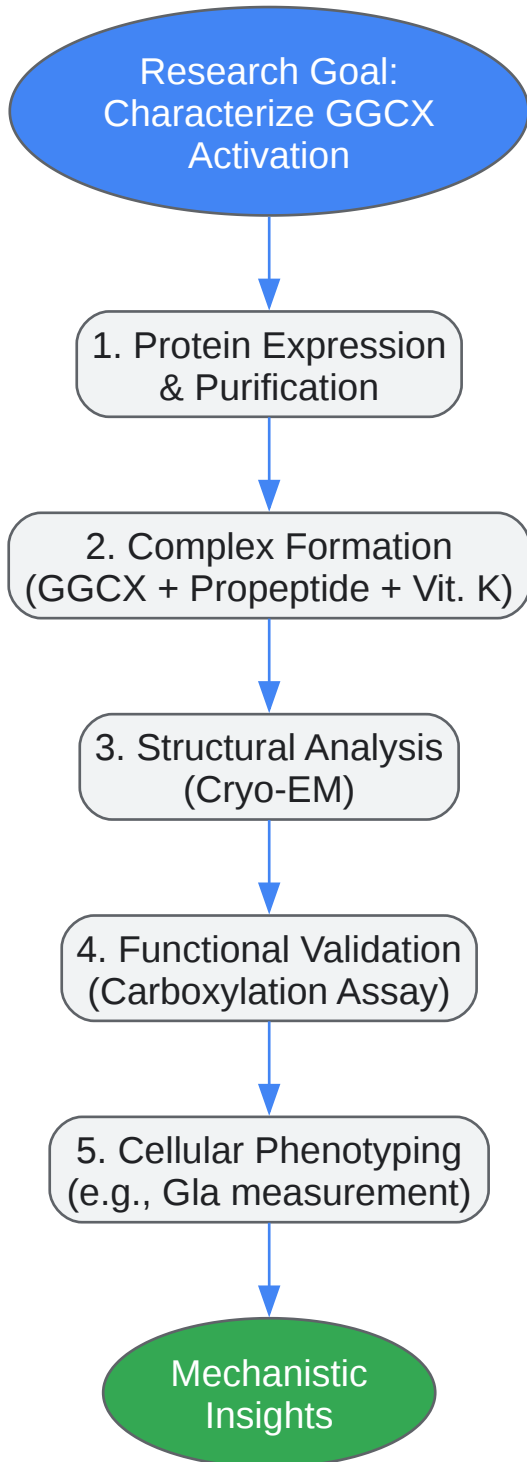 Research Goal:
Characterize GGCX
Activation
1. Protein Expression
& Purification
2. Complex Formation
(GGCX + Propeptide + Vit. K)
3. Structural Analysis
(Cryo-EM)
4. Functional Validation
(Carboxylation Assay)
5. Cellular Phenotyping
(e.g., Gla measurement)
Mechanistic
Insights